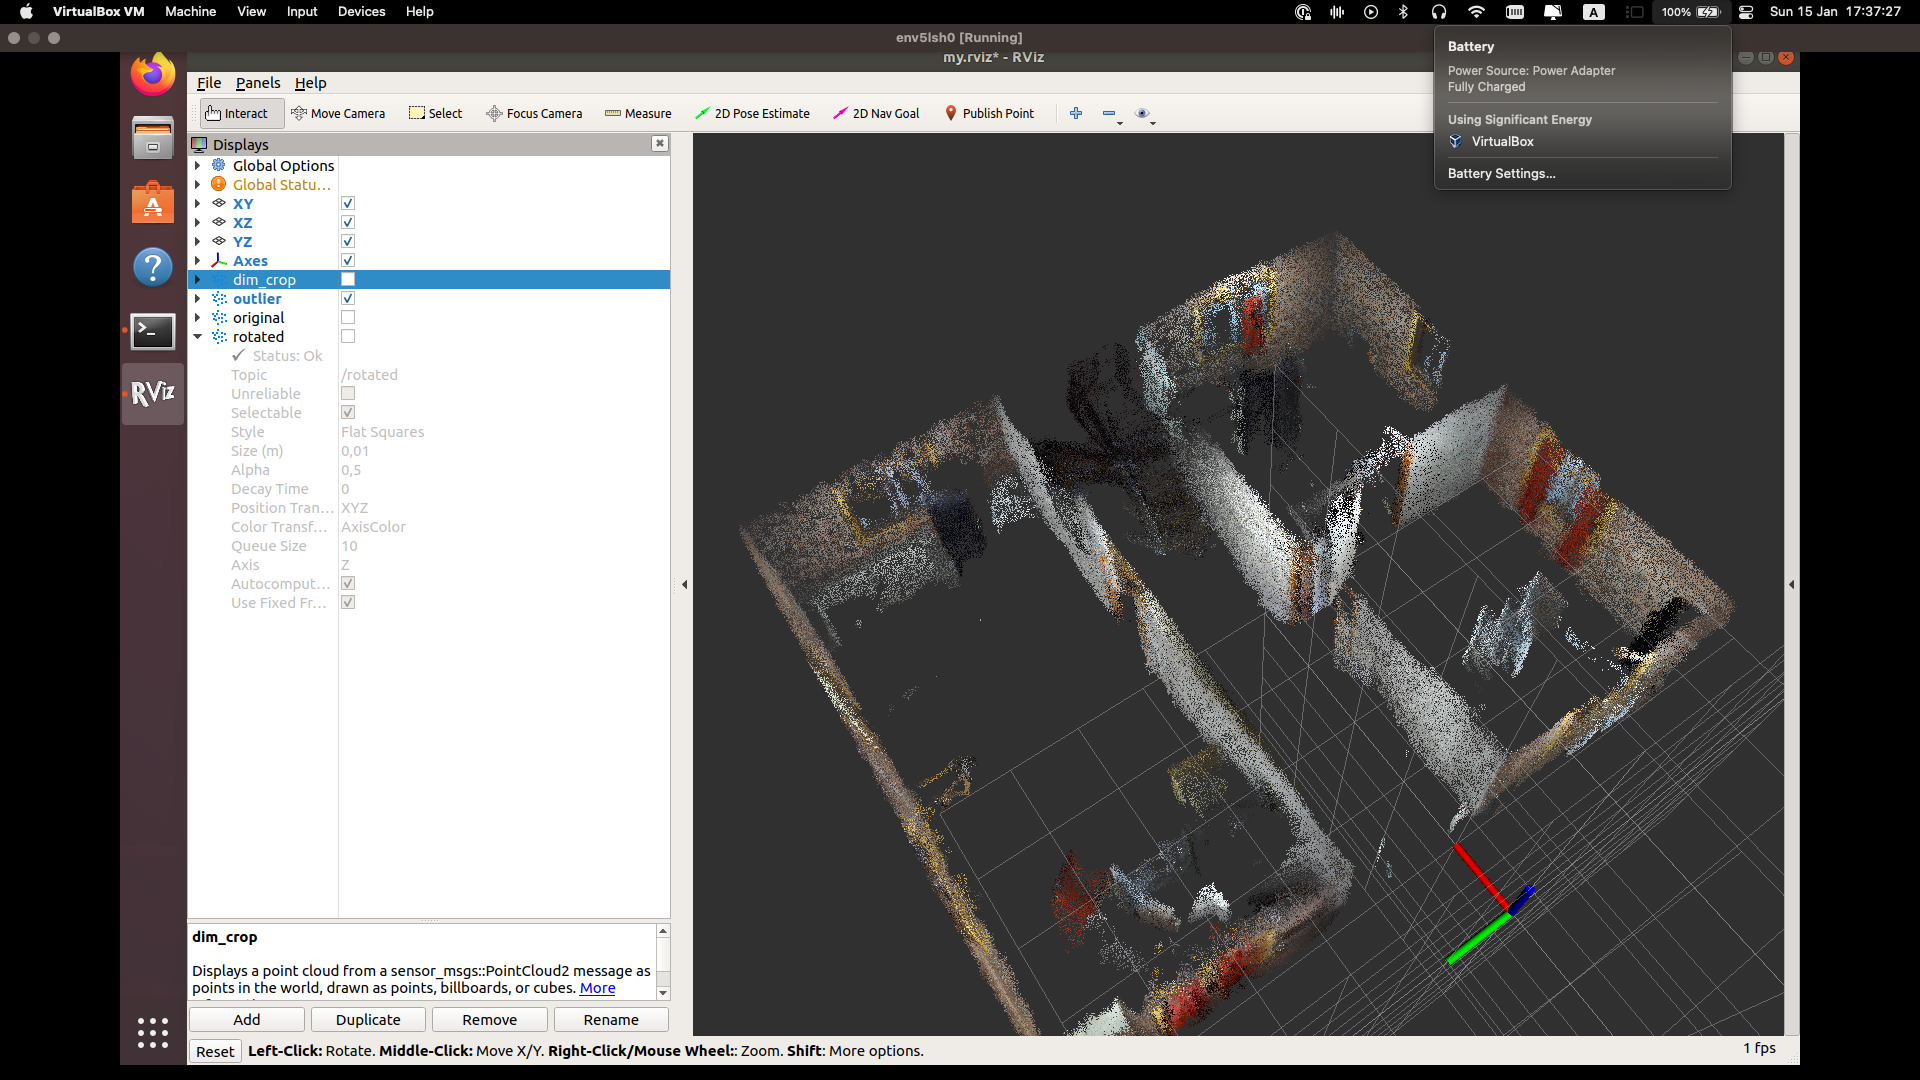 VirtualBox VM Machine View Input Devices Help
A 100% Sun 15 Jan 17:37:27
env5lsh0 [Running]
my.rviz* - RViz
Battery
Power Source: Power Adapter
Fully Charged
Using Significant Energy
VirtualBox
Battery Settings...
File Panels Help
Interact Move Camera Select Focus Camera Measure 2D Pose Estimate 2D Nav Goal Publish Point
Displays
Global Options
Global Statu…
XY
XZ
YZ
Axes
dim_crop
outlier
original
rotated
Status: Ok
Topic /rotated
Unreliable
Selectable
Style Flat Squares
Size (m) 0,01
Alpha 0,5
Decay Time 0
Position Tran… XYZ
Color Transf… AxisColor
Queue Size 10
Axis Z
Autocomput…
Use Fixed Fr…
RViz
dim_crop
Displays a point cloud from a sensor_msgs::PointCloud2 message as
points in the world, drawn as points, billboards, or cubes. More
Add Duplicate Remove Rename
Reset Left-Click: Rotate. Middle-Click: Move X/Y. Right-Click/Mouse Wheel:: Zoom. Shift: More options.
1 fps